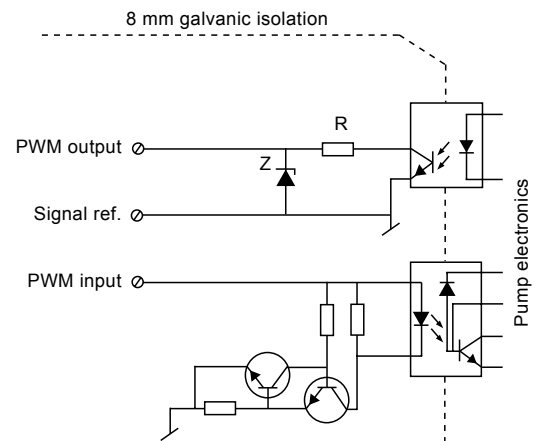 8 mm galvanic isolation
R
PWM output
Z
Signal ref.
PWM input
Pump electronics